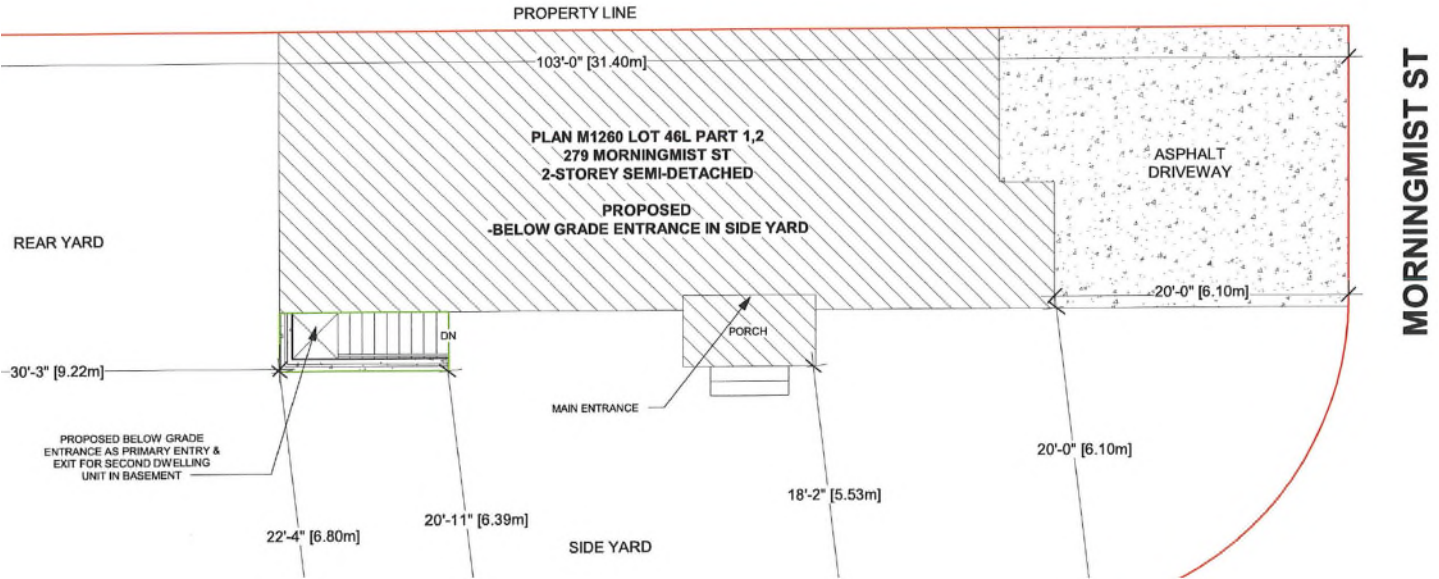 PROPERTY LINE
103'-0" [31.40m]
PLAN M1260 LOT 46L PART 1,2
279 MORNINGMIST ST
2-STOREY SEMI-DETACHED
PROPOSED
-BELOW GRADE ENTRANCE IN SIDE YARD
ASPHALT
DRIVEWAY
MORNINGMIST ST
REAR YARD
20'-0" [6.10m]
DN
PORCH
30'-3" [9.22m]
MAIN ENTRANCE
PROPOSED BELOW GRADE
ENTRANCE AS PRIMARY ENTRY &
EXIT FOR SECOND DWELLING
UNIT IN BASEMENT
20'-0" [6.10m]
18'-2" [5.53m]
20'-11" [6.39m]
22'-4" [6.80m]
SIDE YARD